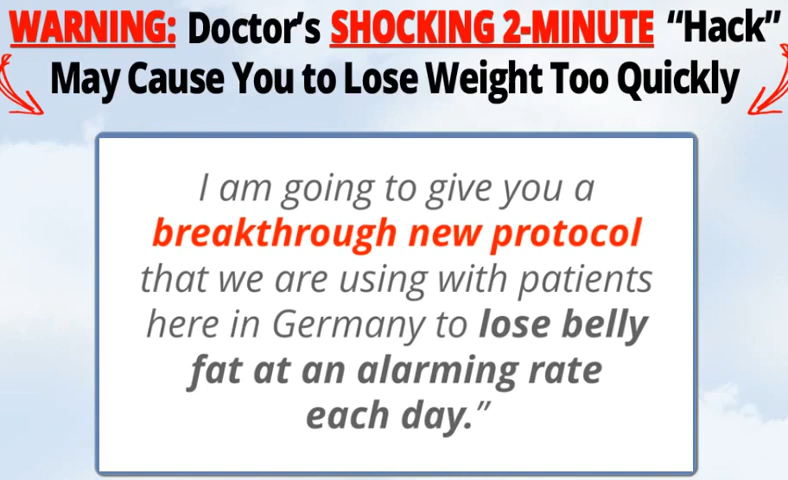 WARNING: Doctor's SHOCKING 2-MINUTE “Hack”
May Cause You to Lose Weight Too Quickly
I am going to give you a
breakthrough new protocol
that we are using with patients
here in Germany to lose belly
fat at an alarming rate
each day.”